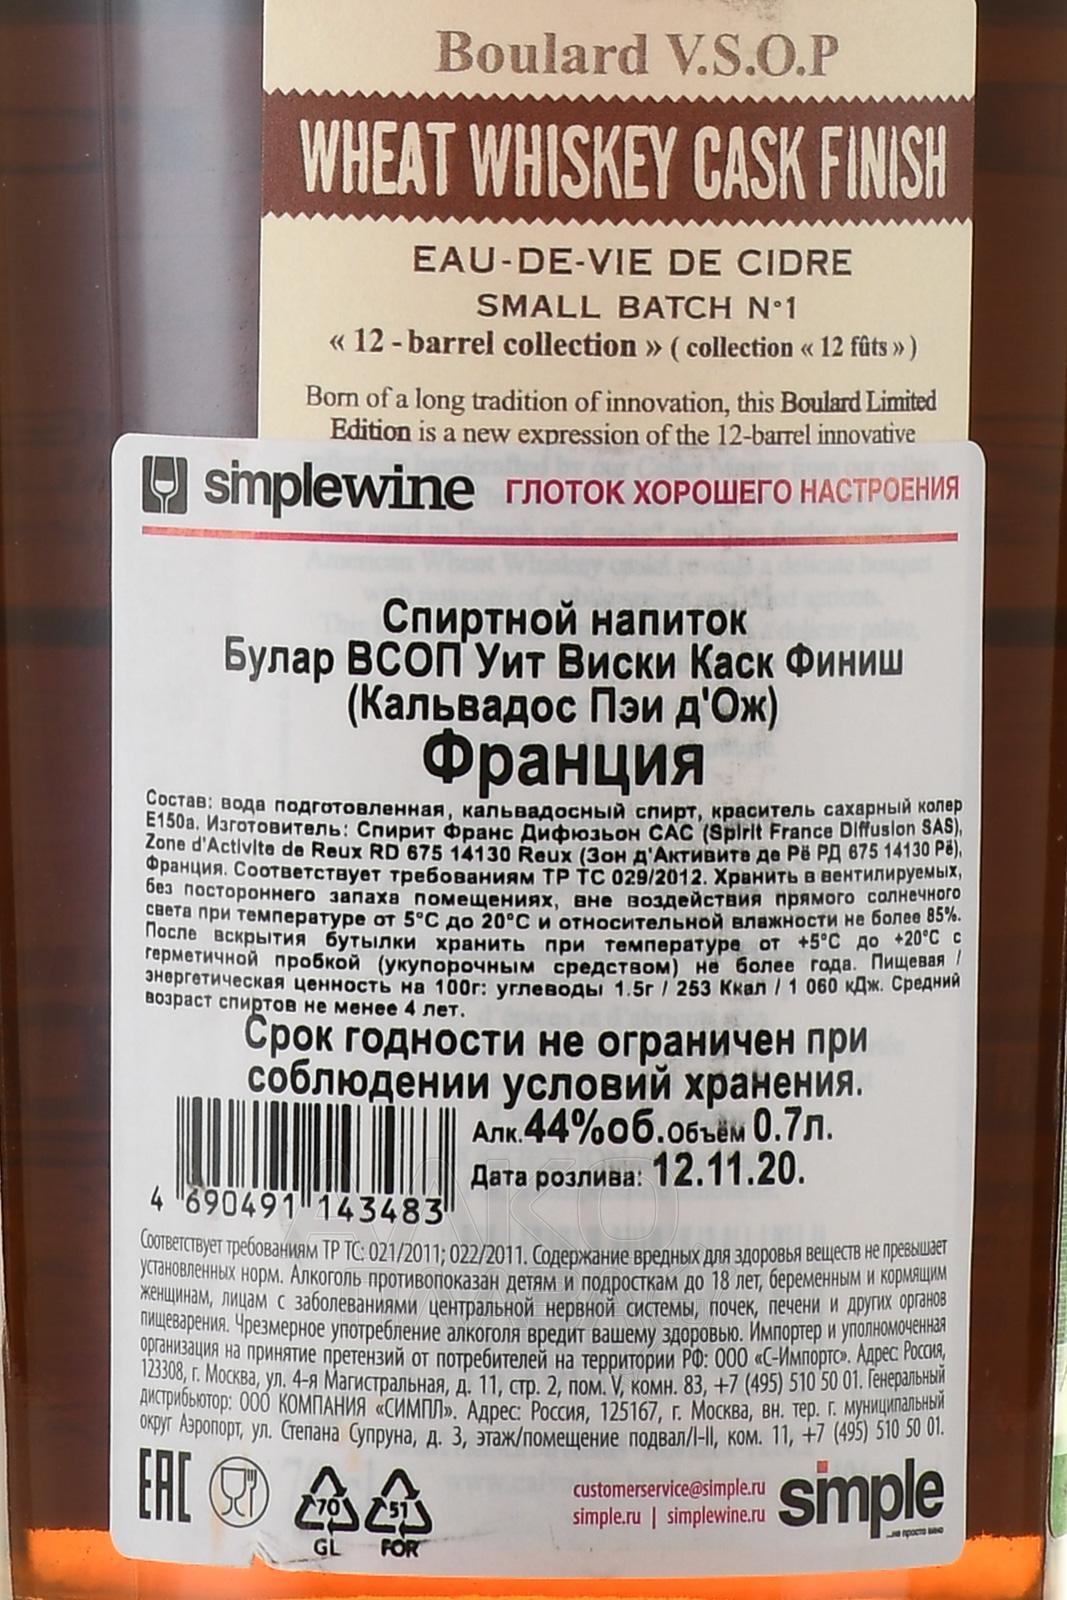 Boulard V.S.O.P
WHEAT WHISKEY CASK FINISH
EAU-DE-VIE DE CIDRE
SMALL BATCH N°1
« 12 - barrel collection » ( collection « 12 fûts » )
Born of a long tradition of innovation, this Boulard Limited
Edition is a new expression of the 12-barrel innovative
simplewine ГЛОТОК ХОРОШЕГО НАСТРОЕНИЯ
Спиртной напиток
Булар ВСОП Уит Виски Каск Финиш
(Кальвадос Пэи д'Ож)
Франция
Состав: вода подготовленная, кальвадосный спирт, краситель сахарный колер
Е150а. Изготовитель: Спирит Франс Дифюзьон САС (Spirit France Diffusion SAS),
Zone d'Activite de Reux RD 675 14130 Reux (Зон д'Активите де Рё РД 675 14130 Рё),
Франция. Соответствует требованиям ТР ТС 029/2012. Хранить в вентилируемых,
без постороннего запаха помещениях, вне воздействия прямого солнечного
света при температуре от 5°С до 20°С и относительной влажности не более 85%.
После вскрытия бутылки хранить при температуре от +5°С до +20°С с
герметичной пробкой (укупорочным средством) не более года. Пищевая /
энергетическая ценность на 100г: углеводы 1.5г / 253 Ккал / 1 060 кДж. Средний
возраст спиртов не менее 4 лет.
Срок годности не ограничен при
соблюдении условий хранения.
Алк.44%об.Объём 0.7л.
Дата розлива: 12.11.20.
4 690491 143483
Соответствует требованиям ТР ТС: 021/2011; 022/2011. Содержание вредных для здоровья веществ не превышает
установленных норм. Алкоголь противопоказан детям и подросткам до 18 лет, беременным и кормящим
женщинам, лицам с заболеваниями центральной нервной системы, почек, печени и других органов
пищеварения. Чрезмерное употребление алкоголя вредит вашему здоровью. Импортер и уполномоченная
организация на принятие претензий от потребителей на территории РФ: ООО «С-Импортс». Адрес: Россия,
123308, г. Москва, ул. 4-я Магистральная, д. 11, стр. 2, пом. V, комн. 83, +7 (495) 510 50 01. Генеральный
дистрибьютор: ООО КОМПАНИЯ «СИМПЛ». Адрес: Россия, 125167, г. Москва, вн. тер. г. муниципальный
округ Аэропорт, ул. Степана Супруна, д. 3, этаж/помещение подвал/I-II, ком. 11, +7 (495) 510 50 01.
EAC
70
GL
51
FOR
customerservice@simple.ru
simple.ru | simplewine.ru
simple
...не просто вино